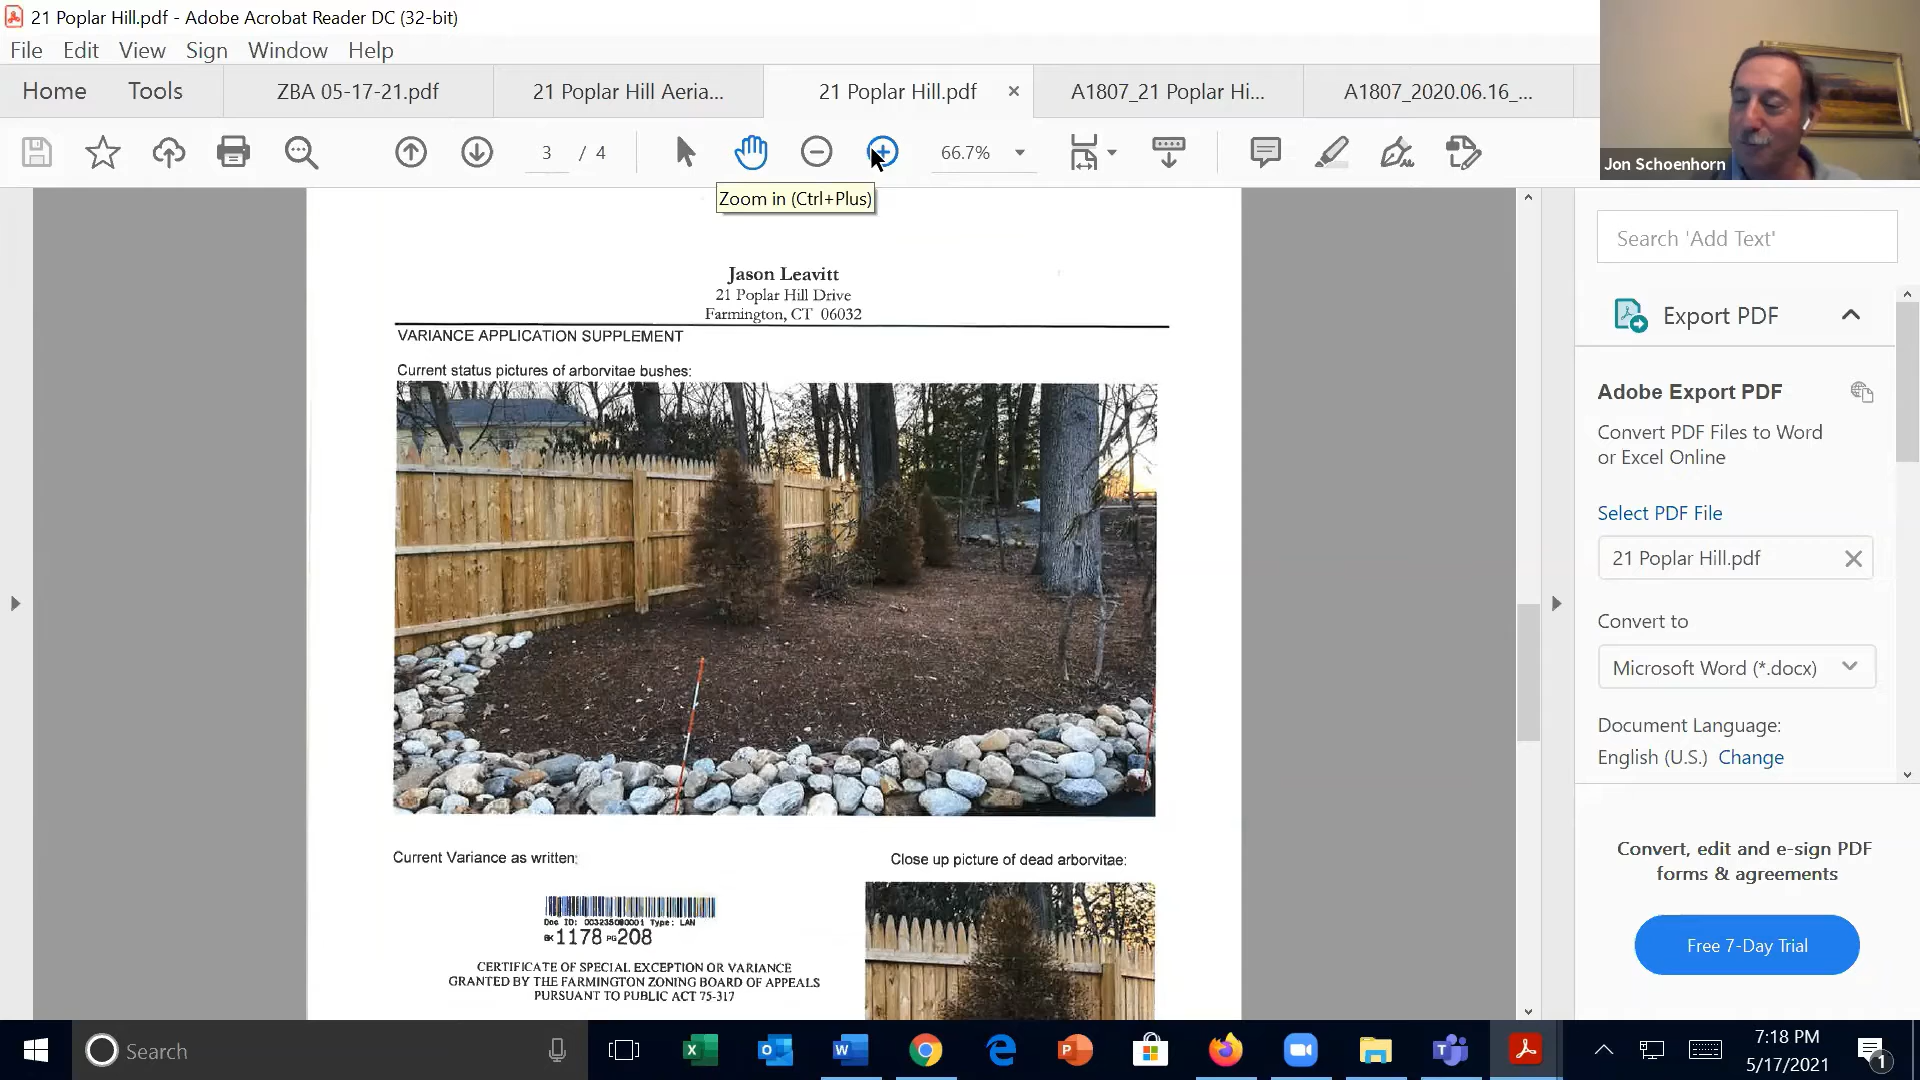 21 Poplar Hill.pdf - Adobe Acrobat Reader DC (32-bit)
File Edit View Sign Window Help
Home Tools ZBA 05-17-21.pdf 21 Poplar Hill Aeria... 21 Poplar Hill.pdf × A1807_21 Poplar Hi... A1807_2020.06.16_...
3 / 4 66.7%
Zoom in (Ctrl+Plus)
Jon Schoenhorn
Jason Leavitt
21 Poplar Hill Drive
Farmington, CT 06032
VARIANCE APPLICATION SUPPLEMENT
Current status pictures of arborvitae bushes:
Current Variance as written:
Close up picture of dead arborvitae:
Type: LAN
BK 1178 PG 208
CERTIFICATE OF SPECIAL EXCEPTION OR VARIANCE
GRANTED BY THE FARMINGTON ZONING BOARD OF APPEALS
PURSUANT TO PUBLIC ACT 75-317
Search 'Add Text'
Export PDF
Adobe Export PDF
Convert PDF Files to Word
or Excel Online
Select PDF File
21 Poplar Hill.pdf
Convert to
Microsoft Word (*.docx)
Document Language:
English (U.S.) Change
Convert, edit and e-sign PDF
forms & agreements
Free 7-Day Trial
Search
7:18 PM
5/17/2021
1